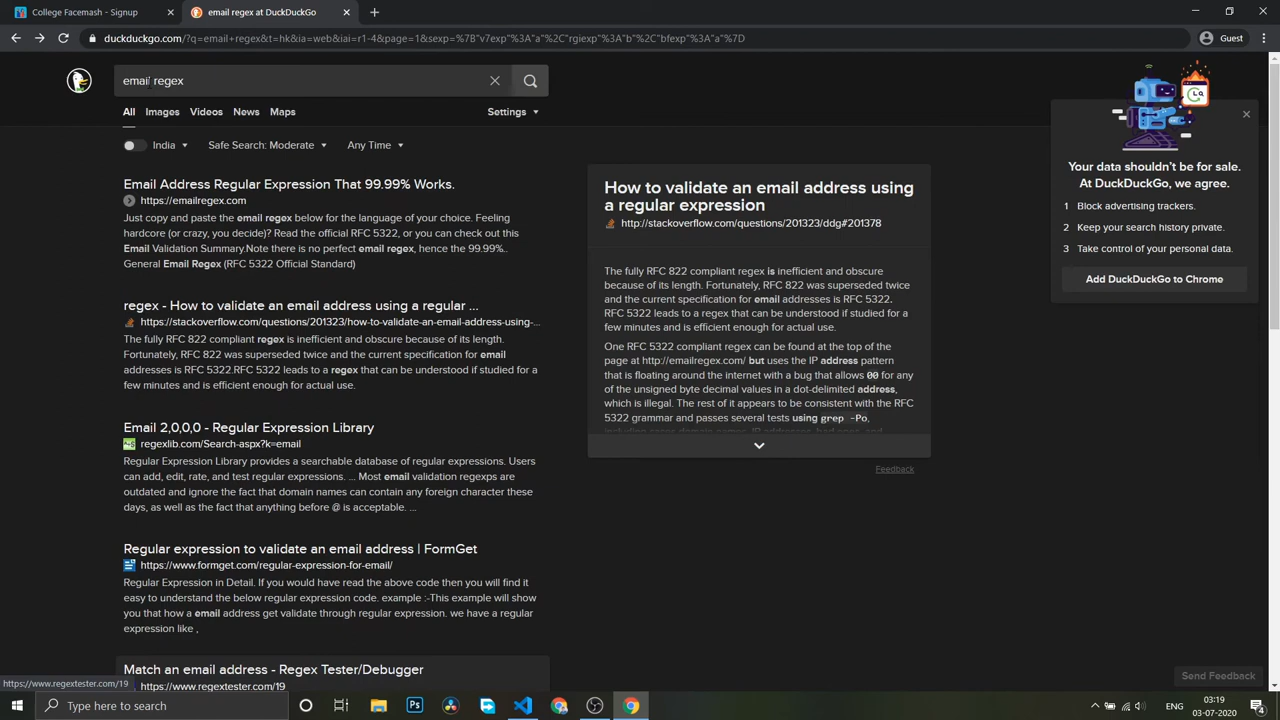 College Facemash - Signup
email regex at DuckDuckGo
duckduckgo.com/?q=email+regex&t=hk&ia=web&iai=r1-4&page=1&sexp=%7B"v7exp"%3A"a"%2C"rgiexp"%3A"b"%2C"bfexp"%3A"a"%7D
Guest
email regex
All Images Videos News Maps
Settings
India Safe Search: Moderate Any Time
Email Address Regular Expression That 99.99% Works.
https://emailregex.com
Just copy and paste the email regex below for the language of your choice. Feeling
hardcore (or crazy, you decide)? Read the official RFC 5322, or you can check out this
Email Validation Summary.Note there is no perfect email regex, hence the 99.99%..
General Email Regex (RFC 5322 Official Standard)
regex - How to validate an email address using a regular ...
https://stackoverflow.com/questions/201323/how-to-validate-an-email-address-using-...
The fully RFC 822 compliant regex is inefficient and obscure because of its length.
Fortunately, RFC 822 was superseded twice and the current specification for email
addresses is RFC 5322.RFC 5322 leads to a regex that can be understood if studied for a
few minutes and is efficient enough for actual use.
Email 2,0,0,0 - Regular Expression Library
regexlib.com/Search-aspx?k=email
Regular Expression Library provides a searchable database of regular expressions. Users
can add, edit, rate, and test regular expressions. ... Most email validation regexps are
outdated and ignore the fact that domain names can contain any foreign character these
days, as well as the fact that anything before @ is acceptable. ...
Regular expression to validate an email address | FormGet
https://www.formget.com/regular-expression-for-email/
Regular Expression in Detail. If you would have read the above code then you will find it
easy to understand the below regular expression code. example :-This example will show
you that how a email address get validate through regular expression. we have a regular
expression like ,
Match an email address - Regex Tester/Debugger
https://www.regextester.com/19
How to validate an email address using
a regular expression
http://stackoverflow.com/questions/201323/ddg#201378
The fully RFC 822 compliant regex is inefficient and obscure
because of its length. Fortunately, RFC 822 was superseded twice
and the current specification for email addresses is RFC 5322.
RFC 5322 leads to a regex that can be understood if studied for a
few minutes and is efficient enough for actual use.
One RFC 5322 compliant regex can be found at the top of the
page at http://emailregex.com/ but uses the IP address pattern
that is floating around the internet with a bug that allows 00 for any
of the unsigned byte decimal values in a dot-delimited address,
which is illegal. The rest of it appears to be consistent with the RFC
5322 grammar and passes several tests using grep -Po,
Feedback
Your data shouldn't be for sale.
At DuckDuckGo, we agree.
1 Block advertising trackers.
2 Keep your search history private.
3 Take control of your personal data.
Add DuckDuckGo to Chrome
Send Feedback
https://www.regextester.com/19
Type here to search
03:19
03-07-2020
4